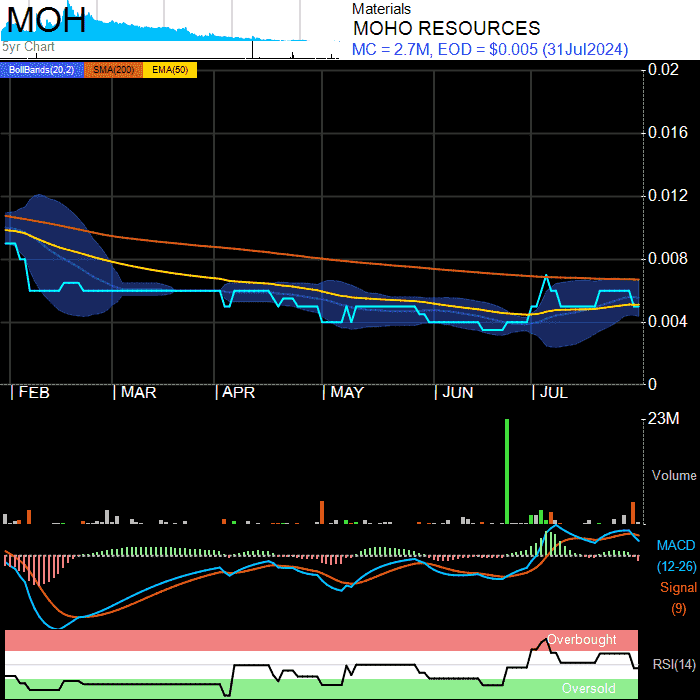 MOH
5yr Chart
Materials
MOHO RESOURCES
MC = 2.7M, EOD = $0.005 (31Jul2024)
BollBands(20,2) SMA(200) EMA(50)
0.02
0.016
0.012
0.008
0.004
0
FEB MAR APR MAY JUN JUL
23M
Volume
MACD
(12-26)
Signal
(9)
Overbought
RSI(14)
Oversold